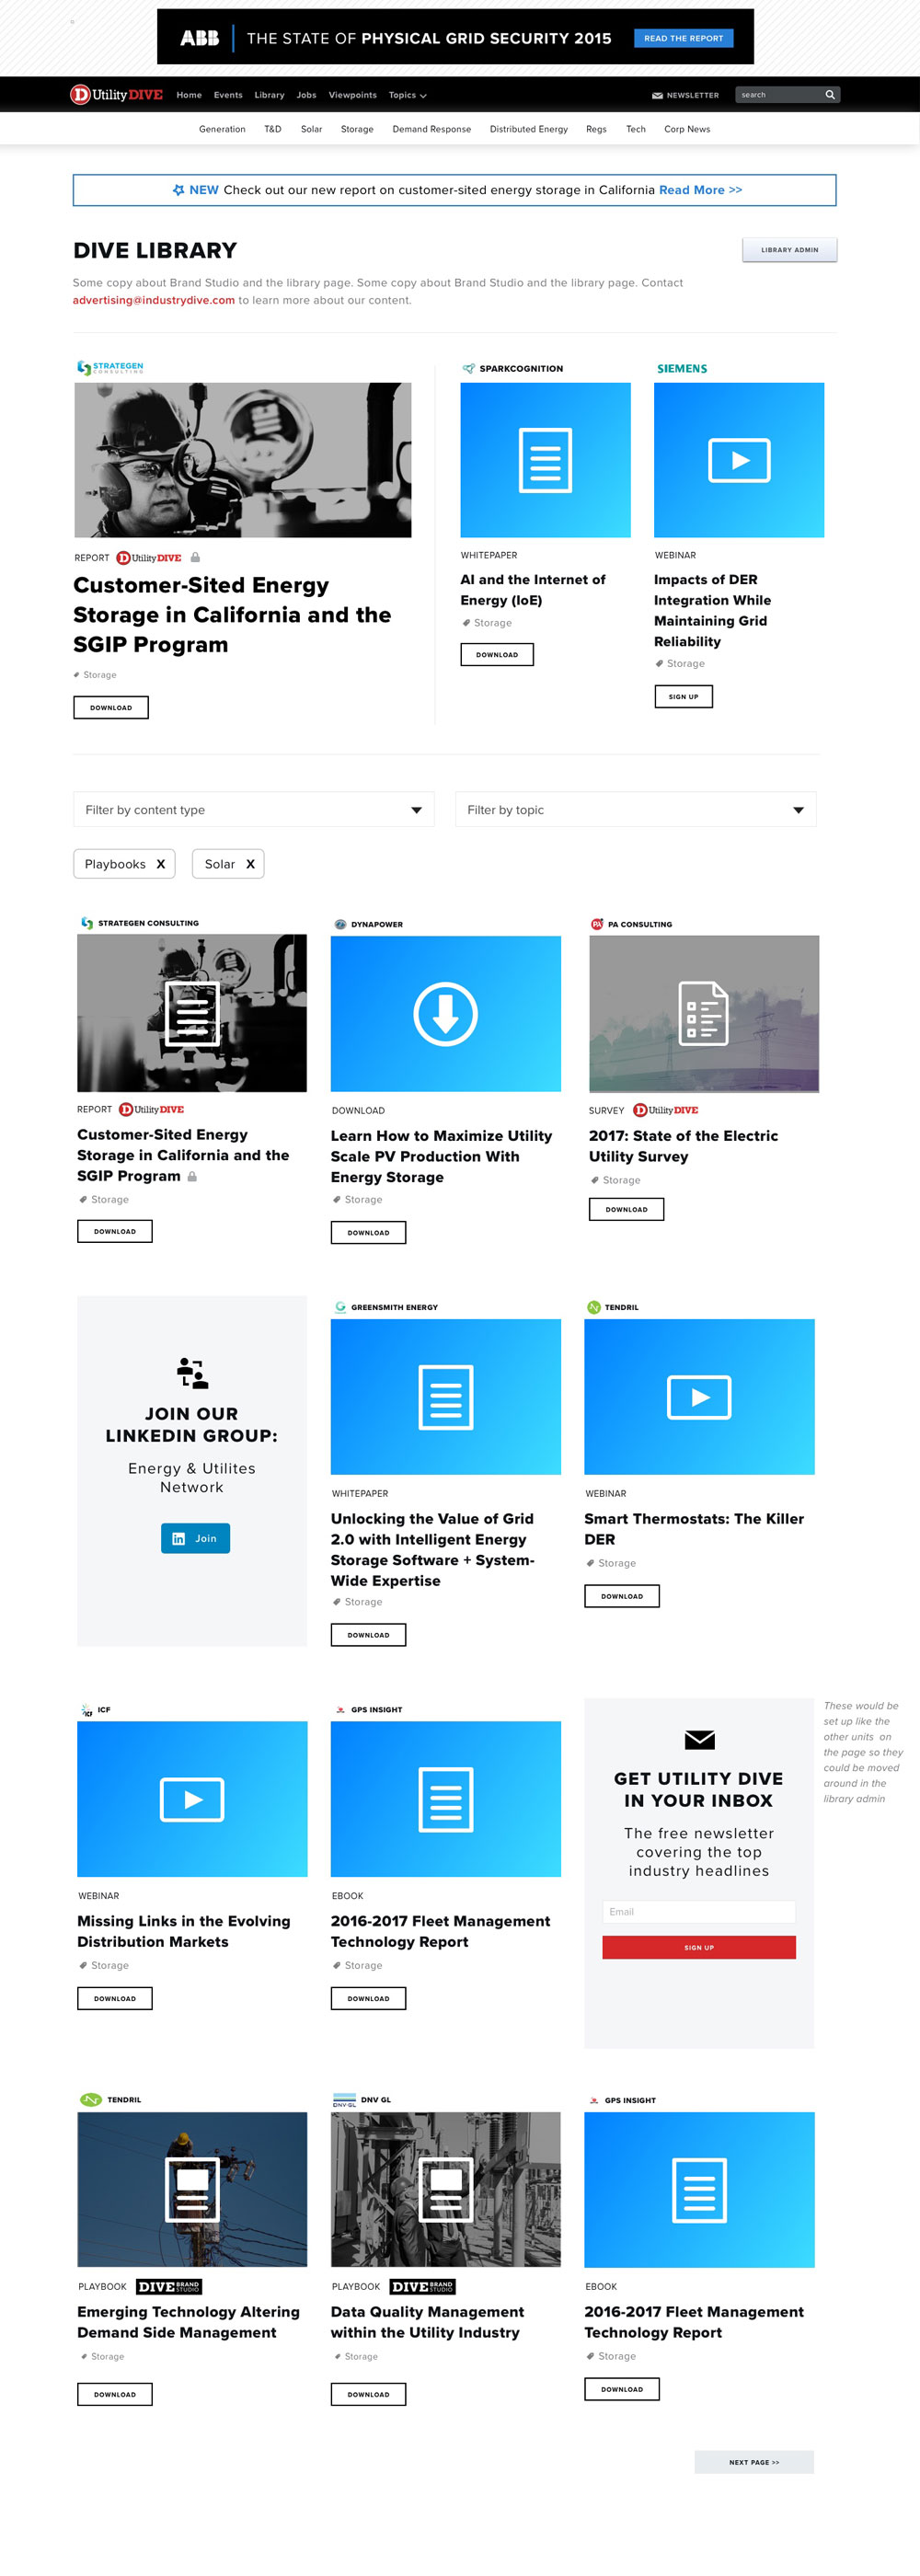 ABB THE STATE OF PHYSICAL GRID SECURITY 2015 READ THE REPORT
D Utility DIVE Home Events Library Jobs Viewpoints Topics NEWSLETTER search
Generation T&D Solar Storage Demand Response Distributed Energy Regs Tech Corp News
NEW Check out our new report on customer-sited energy storage in California Read More >>
DIVE LIBRARY
LIBRARY ADMIN
Some copy about Brand Studio and the library page. Some copy about Brand Studio and the library page. Contact
advertising@industrydive.com to learn more about our content.
STRATEGEN
CONSULTING
REPORT D Utility DIVE
Customer-Sited Energy
Storage in California and the
SGIP Program
Storage
DOWNLOAD
SPARKCOGNITION
WHITEPAPER
AI and the Internet of
Energy (IoE)
Storage
DOWNLOAD
SIEMENS
WEBINAR
Impacts of DER
Integration While
Maintaining Grid
Reliability
Storage
SIGN UP
Filter by content type
Filter by topic
Playbooks X
Solar X
STRATEGEN CONSULTING
REPORT D Utility DIVE
Customer-Sited Energy
Storage in California and the
SGIP Program
Storage
DOWNLOAD
DYNAPOWER
DOWNLOAD
Learn How to Maximize Utility
Scale PV Production With
Energy Storage
Storage
DOWNLOAD
PA PA CONSULTING
SURVEY D Utility DIVE
2017: State of the Electric
Utility Survey
Storage
DOWNLOAD
JOIN OUR
LINKEDIN GROUP:
Energy & Utilites
Network
in Join
GREENSMITH ENERGY
WHITEPAPER
Unlocking the Value of Grid
2.0 with Intelligent Energy
Storage Software + System-
Wide Expertise
Storage
DOWNLOAD
TENDRIL
WEBINAR
Smart Thermostats: The Killer
DER
Storage
DOWNLOAD
ICF ICF
WEBINAR
Missing Links in the Evolving
Distribution Markets
Storage
DOWNLOAD
GPS INSIGHT
EBOOK
2016-2017 Fleet Management
Technology Report
Storage
DOWNLOAD
GET UTILITY DIVE
IN YOUR INBOX
The free newsletter
covering the top
industry headlines
Email
SIGN UP
These would be
set up like the
other units on
the page so they
could be moved
around in the
library admin
TENDRIL
PLAYBOOK DIVE BRAND STUDIO
Emerging Technology Altering
Demand Side Management
Storage
DOWNLOAD
DNV·GL DNV GL
PLAYBOOK DIVE BRAND STUDIO
Data Quality Management
within the Utility Industry
Storage
DOWNLOAD
GPS INSIGHT
EBOOK
2016-2017 Fleet Management
Technology Report
Storage
DOWNLOAD
NEXT PAGE >>